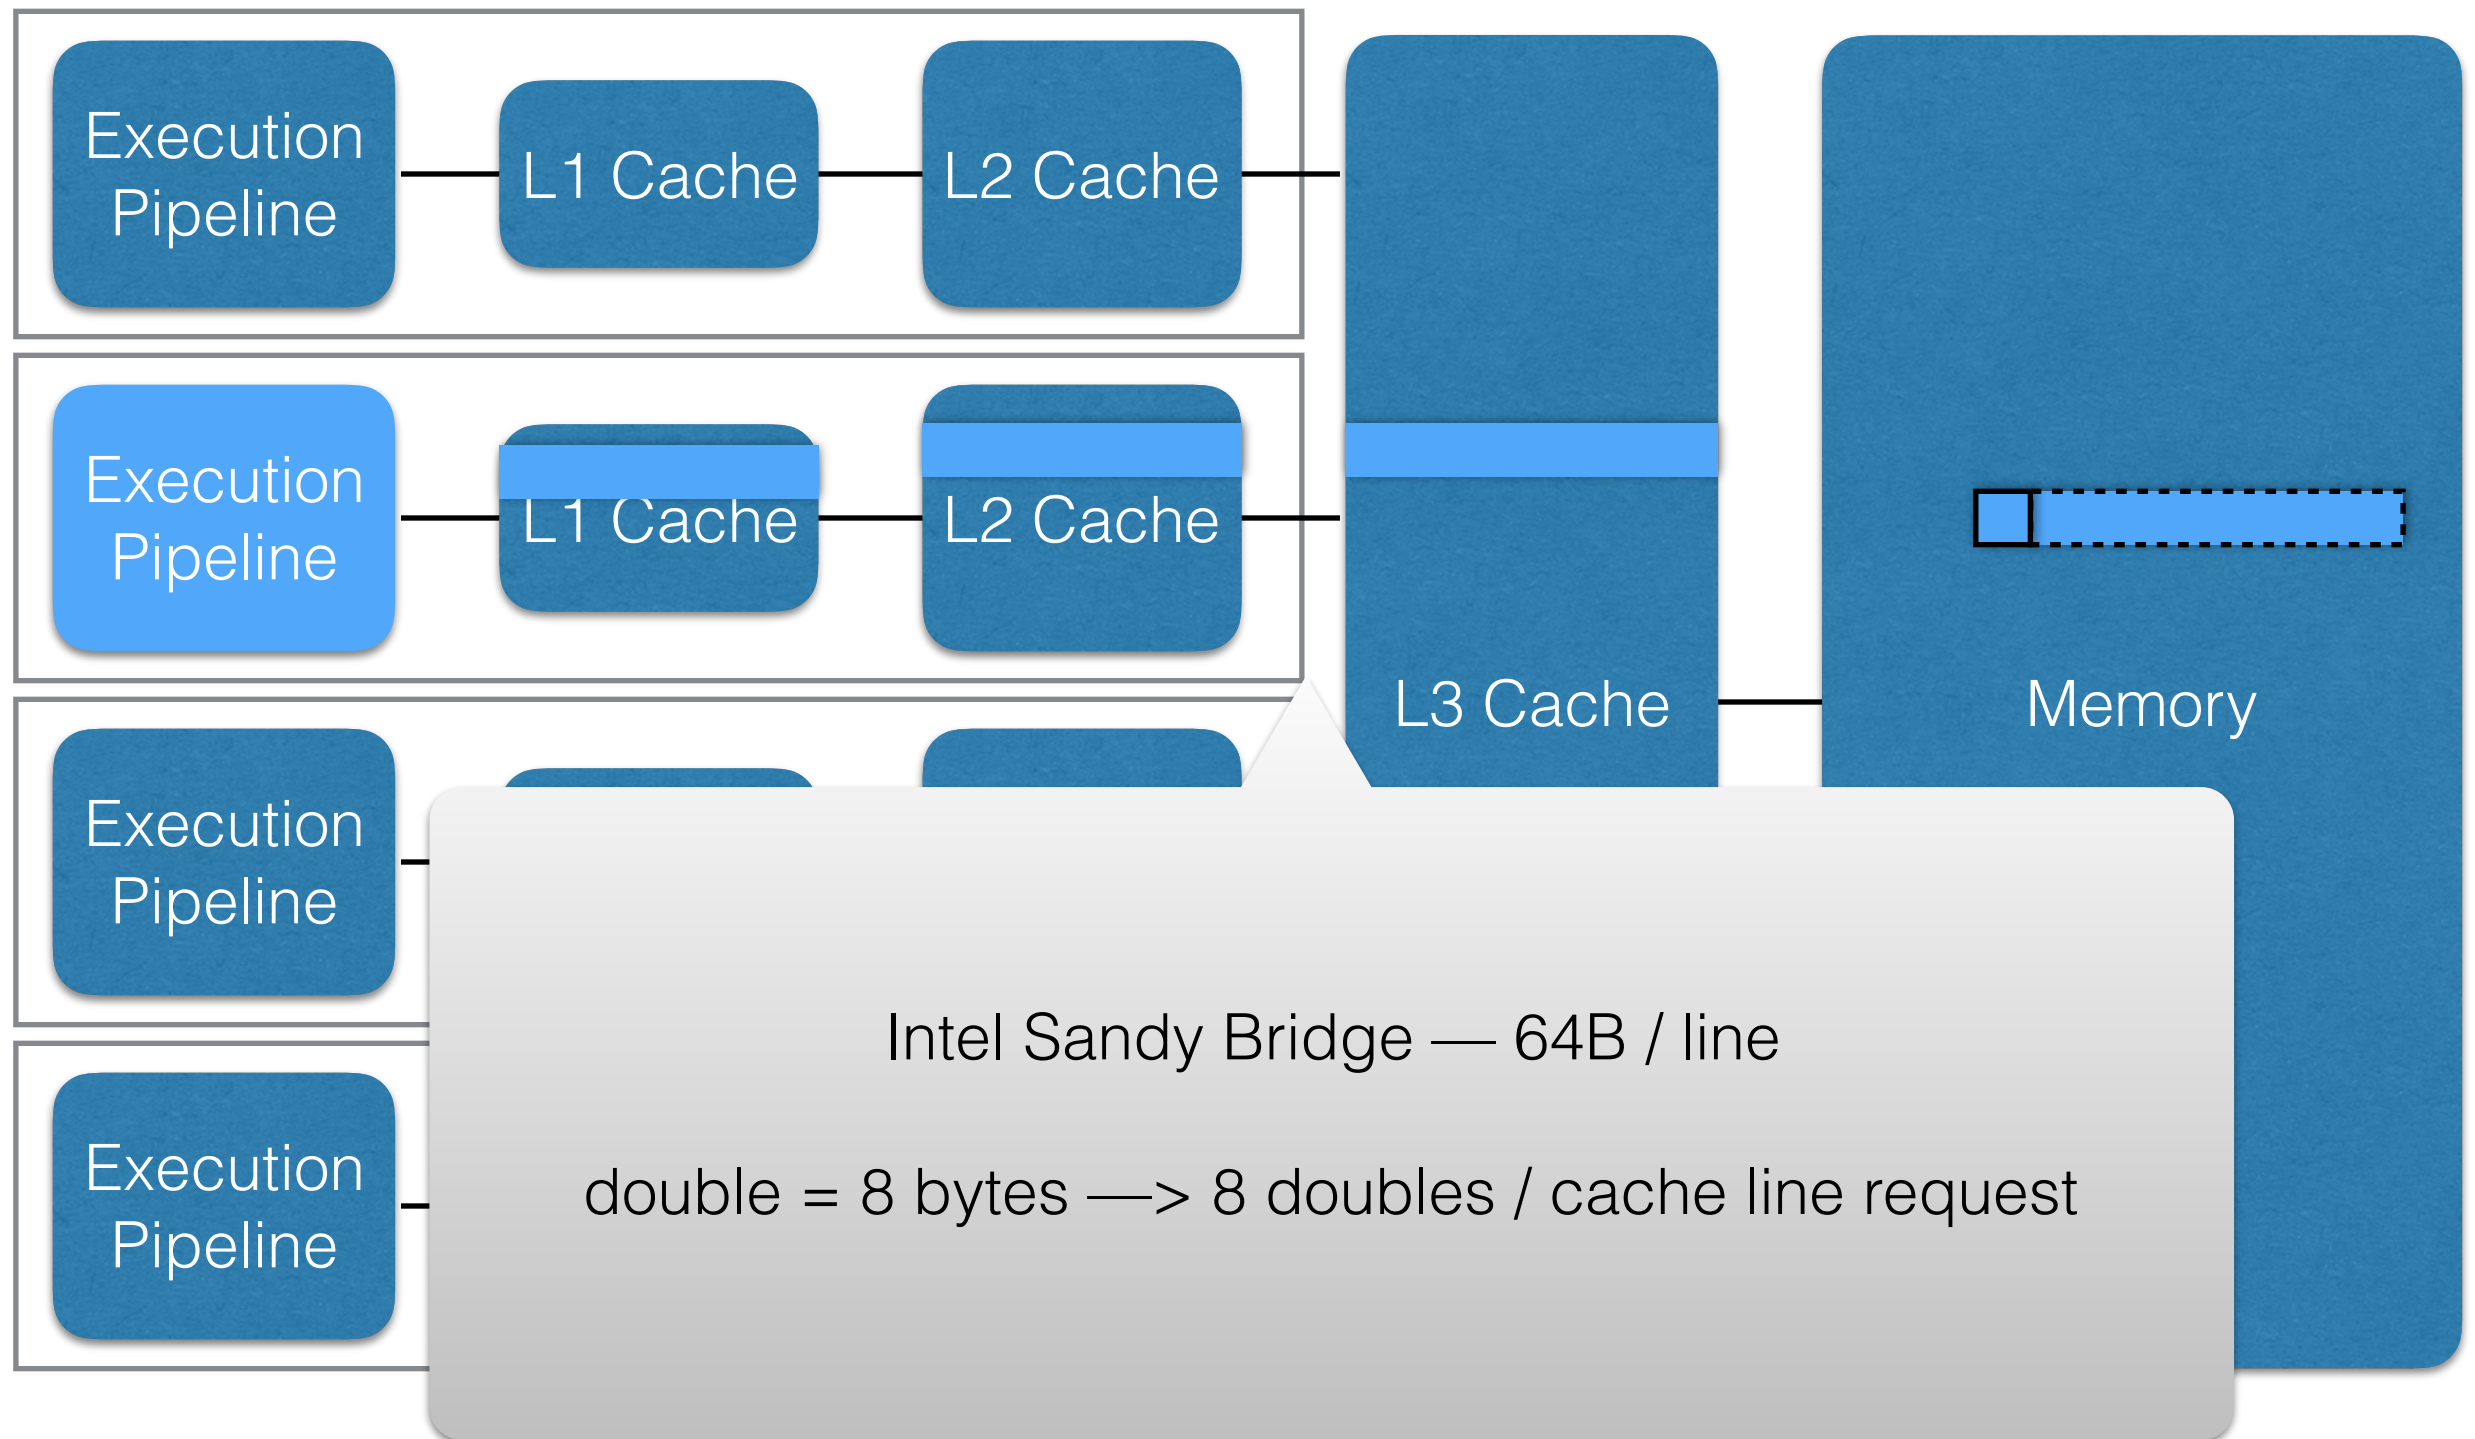 Execution
Pipeline
L1 Cache
L2 Cache
Execution
Pipeline
L1 Cache
L2 Cache
L3 Cache
Memory
Execution
Pipeline
Execution
Pipeline
Intel Sandy Bridge — 64B / line
double = 8 bytes —> 8 doubles / cache line request